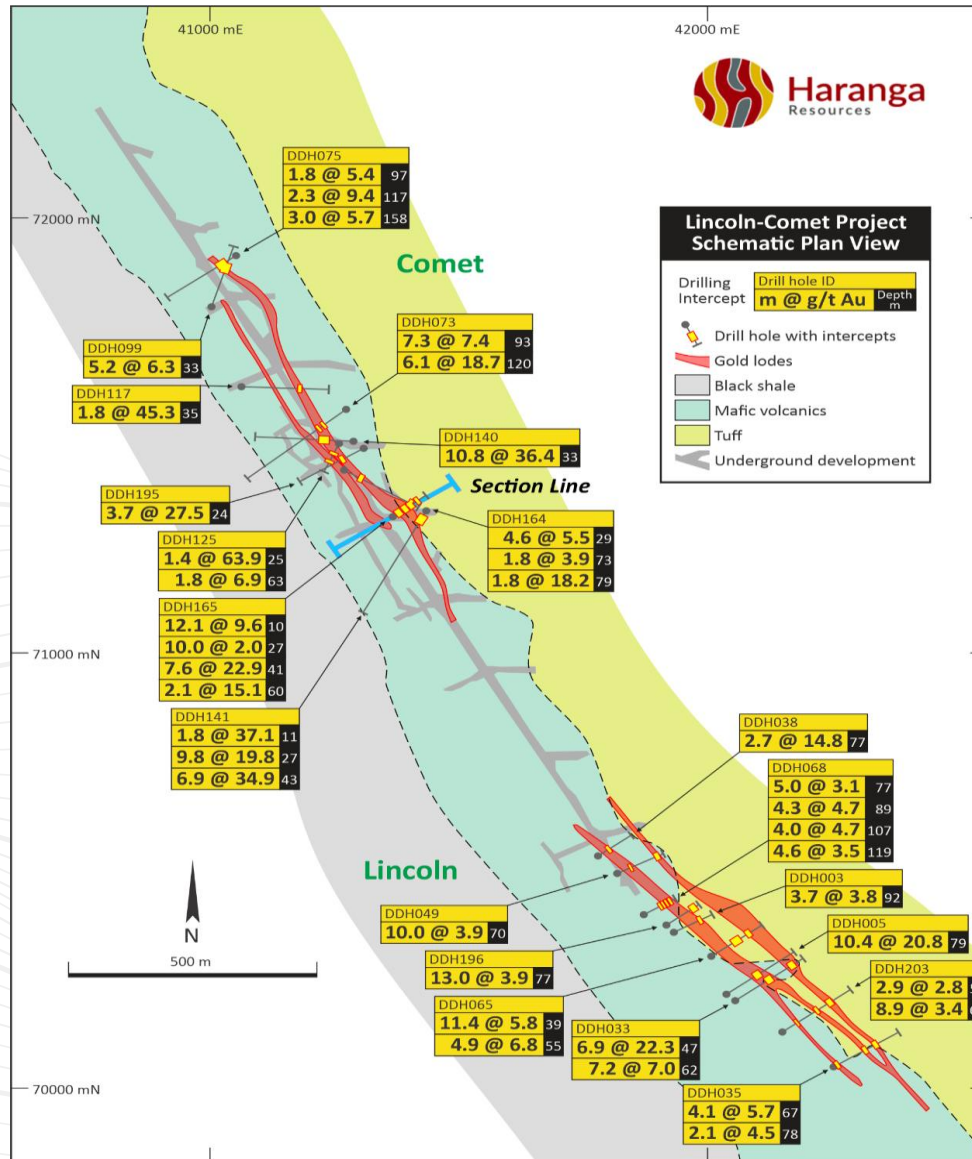 41000 mE
42000 mE
Haranga
Resources
72000 mN
71000 mN
70000 mN
Lincoln-Comet Project
Schematic Plan View
Drilling
Intercept
Drill hole ID
m @ g/t Au Depth m
Drill hole with intercepts
Gold lodes
Black shale
Mafic volcanics
Tuff
Underground development
DDH075
1.8 @ 5.4 97
2.3 @ 9.4 117
3.0 @ 5.7 158
Comet
DDH073
7.3 @ 7.4 93
6.1 @ 18.7 120
DDH099
5.2 @ 6.3 33
DDH117
1.8 @ 45.3 35
DDH140
10.8 @ 36.4 33
Section Line
DDH195
3.7 @ 27.5 24
DDH164
4.6 @ 5.5 29
1.8 @ 3.9 73
1.8 @ 18.2 79
DDH125
1.4 @ 63.9 25
1.8 @ 6.9 63
DDH165
12.1 @ 9.6 10
10.0 @ 2.0 27
7.6 @ 22.9 41
2.1 @ 15.1 60
DDH141
1.8 @ 37.1 11
9.8 @ 19.8 27
6.9 @ 34.9 43
DDH038
2.7 @ 14.8 77
DDH068
5.0 @ 3.1 77
4.3 @ 4.7 89
4.0 @ 4.7 107
4.6 @ 3.5 119
Lincoln
DDH003
3.7 @ 3.8 92
DDH049
10.0 @ 3.9 70
DDH005
10.4 @ 20.8 79
DDH196
13.0 @ 3.9 77
DDH203
2.9 @ 2.8
8.9 @ 3.4
DDH065
11.4 @ 5.8 39
4.9 @ 6.8 55
DDH033
6.9 @ 22.3 47
7.2 @ 7.0 62
DDH035
4.1 @ 5.7 67
2.1 @ 4.5 78
N
500 m